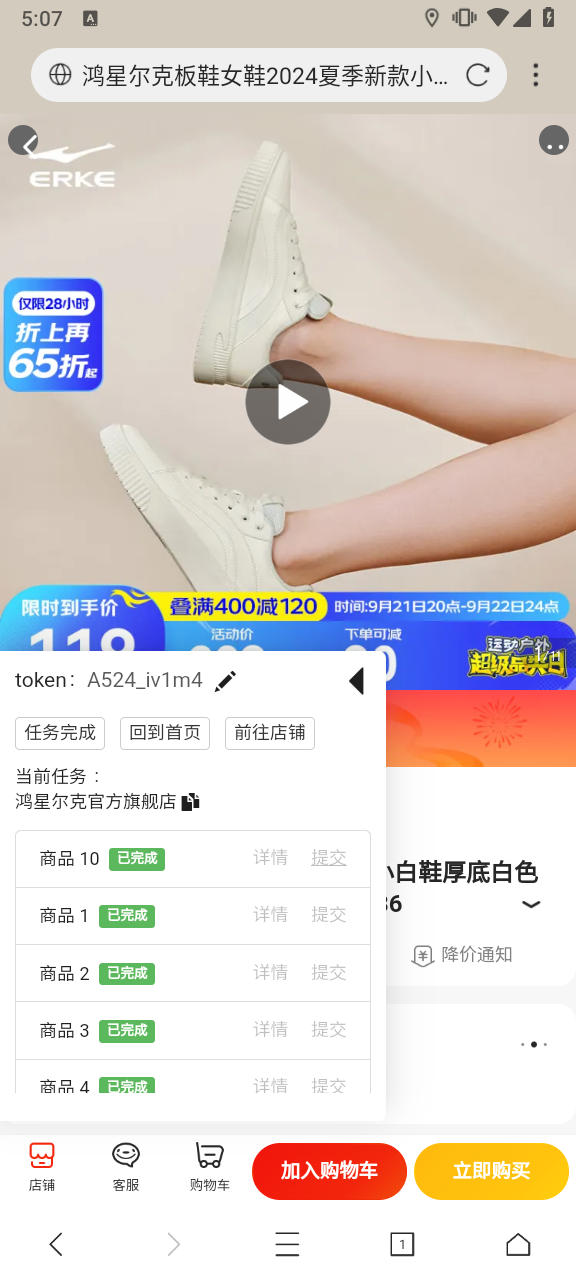 5:07
A
鸿星尔克板鞋女鞋2024夏季新款小…
ERKE
仅限28小时
折上再
65折起
限时到手价
叠满400减120
时间:9月21日20点-9月22日24点
活动价
下单可减
运动户外
超级品类日
token： A524_iv1m4
任务完成
回到首页
前往店铺
当前任务：
鸿星尔克官方旗舰店
商品 10 已完成 详情 提交
商品 1 已完成 详情 提交
商品 2 已完成 详情 提交
商品 3 已完成 详情 提交
商品 4 已完成 详情 提交
小白鞋厚底白色
36
降价通知
店铺
客服
购物车
加入购物车
立即购买
1